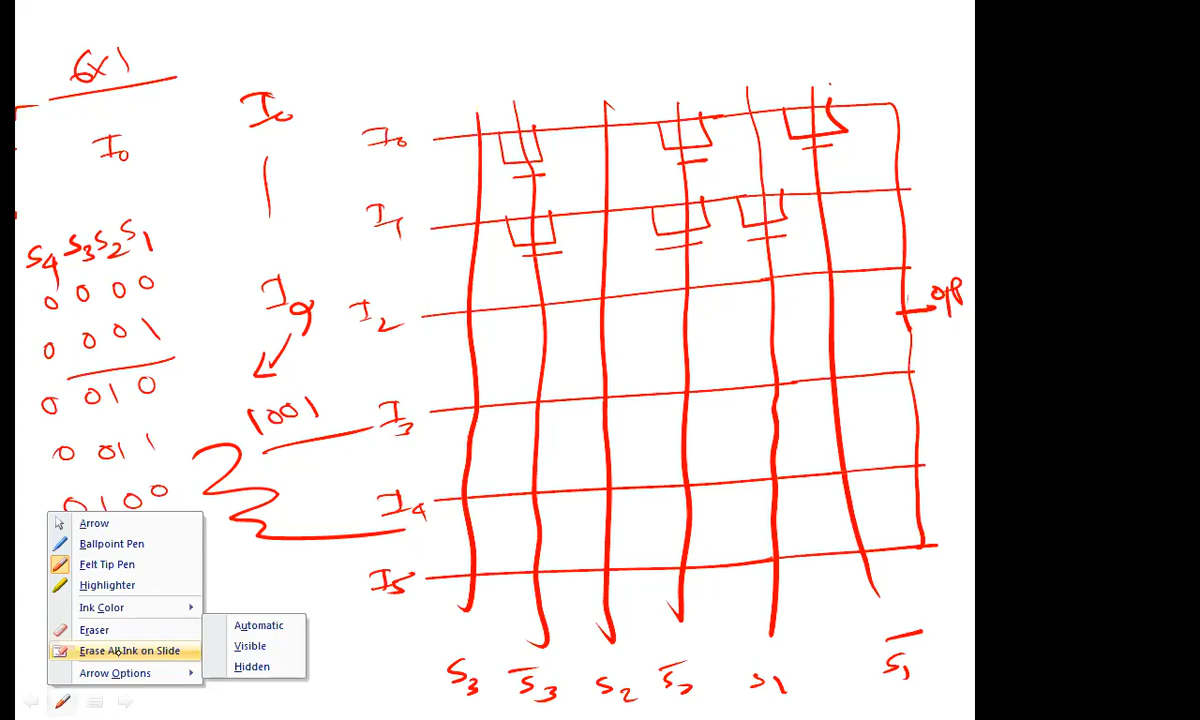 6x1
I0
S4 S3 S2 S1
0 0 0 0
0 0 0 1
0 0 1 0
0 0 1 1
0 1 0 0
I0
I9
1001
I0
I1
I2
I3
I4
I5
O/P
S3 S̅3 S2 S̅2 S1 S̅1
Arrow
Ballpoint Pen
Felt Tip Pen
Highlighter
Ink Color
Eraser
Erase All Ink on Slide
Arrow Options
Automatic
Visible
Hidden